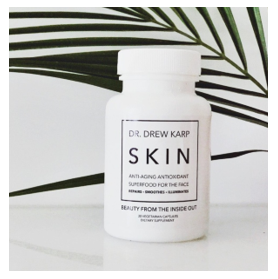 DR. DREW KARP
SKIN
ANTI-AGING ANTIOXIDANT
SUPERFOOD FOR THE FACE
REPAIRS • SMOOTHES • ILLUMINATES
BEAUTY FROM THE INSIDE OUT
60 VEGETARIAN CAPSULES
DIETARY SUPPLEMENT